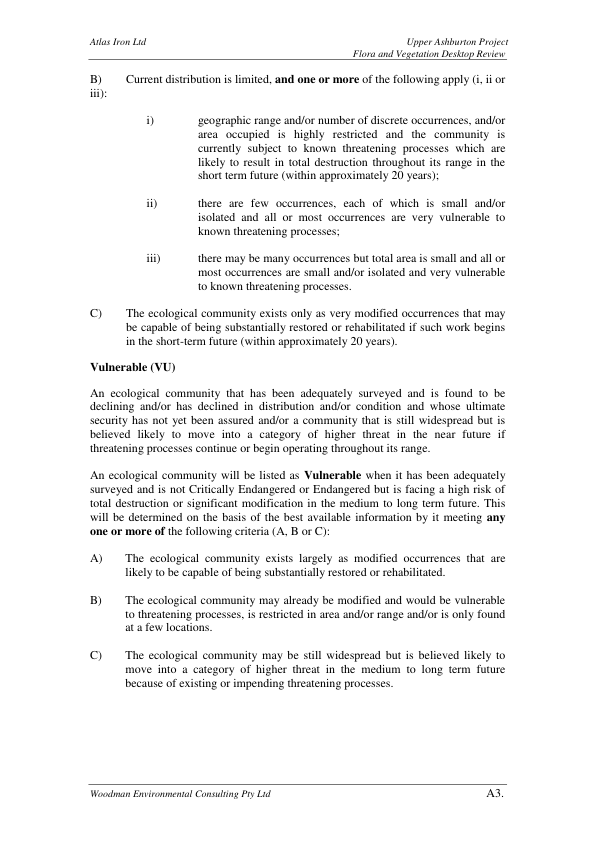 Atlas Iron Ltd
Upper Ashburton Project
Flora and Vegetation Desktop Review
B) Current distribution is limited, and one or more of the following apply (i, ii or
iii):
i) geographic range and/or number of discrete occurrences, and/or
area occupied is highly restricted and the community is
currently subject to known threatening processes which are
likely to result in total destruction throughout its range in the
short term future (within approximately 20 years);
ii) there are few occurrences, each of which is small and/or
isolated and all or most occurrences are very vulnerable to
known threatening processes;
iii) there may be many occurrences but total area is small and all or
most occurrences are small and/or isolated and very vulnerable
to known threatening processes.
C) The ecological community exists only as very modified occurrences that may
be capable of being substantially restored or rehabilitated if such work begins
in the short-term future (within approximately 20 years).
Vulnerable (VU)
An ecological community that has been adequately surveyed and is found to be
declining and/or has declined in distribution and/or condition and whose ultimate
security has not yet been assured and/or a community that is still widespread but is
believed likely to move into a category of higher threat in the near future if
threatening processes continue or begin operating throughout its range.
An ecological community will be listed as Vulnerable when it has been adequately
surveyed and is not Critically Endangered or Endangered but is facing a high risk of
total destruction or significant modification in the medium to long term future. This
will be determined on the basis of the best available information by it meeting any
one or more of the following criteria (A, B or C):
A) The ecological community exists largely as modified occurrences that are
likely to be capable of being substantially restored or rehabilitated.
B) The ecological community may already be modified and would be vulnerable
to threatening processes, is restricted in area and/or range and/or is only found
at a few locations.
C) The ecological community may be still widespread but is believed likely to
move into a category of higher threat in the medium to long term future
because of existing or impending threatening processes.
Woodman Environmental Consulting Pty Ltd
A3.